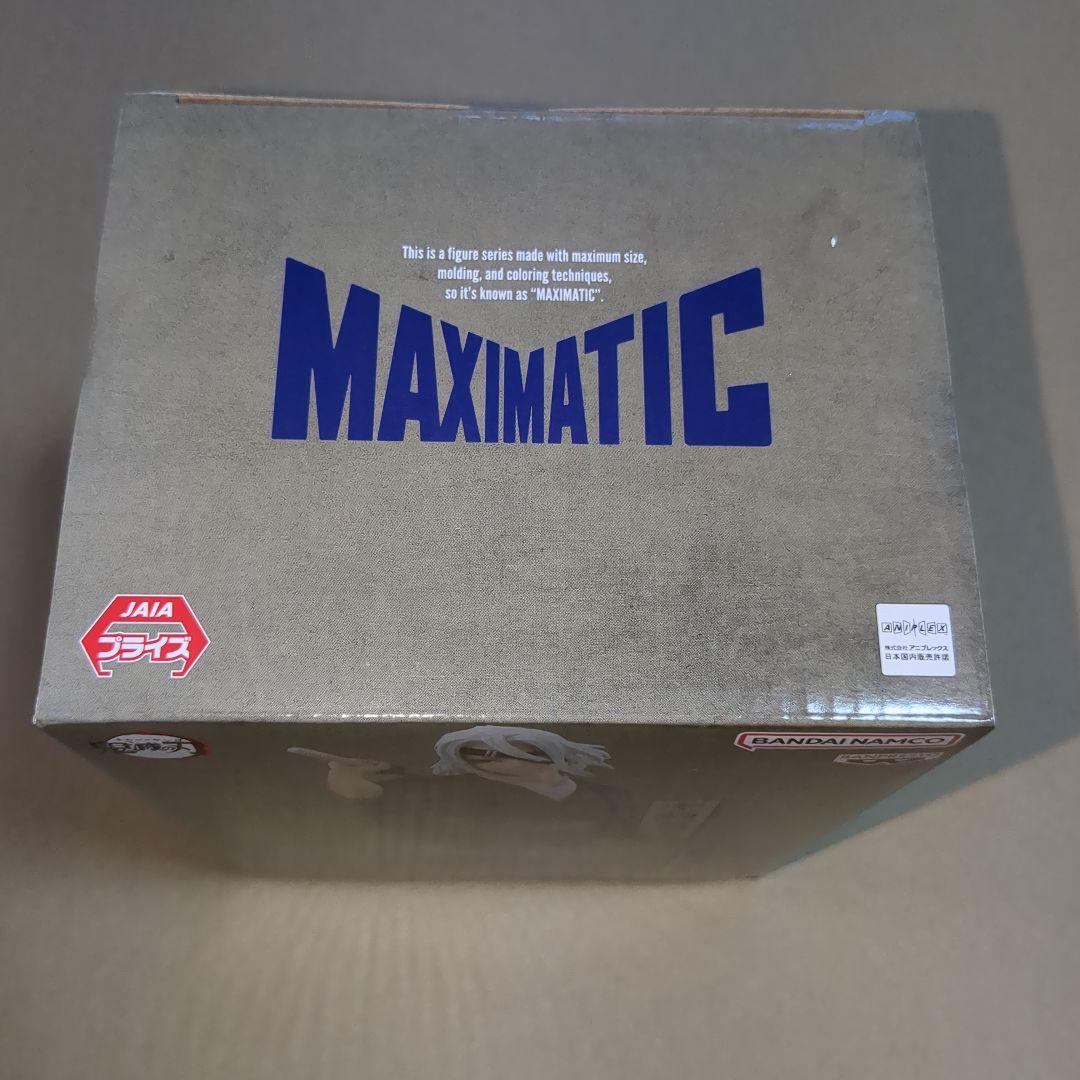 This is a figure series made with maximum size,
molding, and coloring techniques,
so it's known as "MAXIMATIC".
MAXIMATIC
JAIA
プライズ
ANIPLEX
株式会社 アニプレックス
日本国内販売許諾
BANDAI NAMCO
BANPRESTO